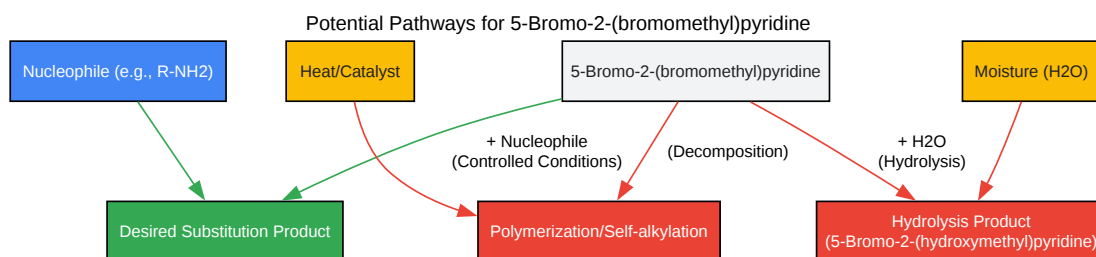 Potential Pathways for 5-Bromo-2-(bromomethyl)pyridine
Nucleophile (e.g., R-NH2)
Heat/Catalyst
5-Bromo-2-(bromomethyl)pyridine
Moisture (H2O)
+ Nucleophile
(Controlled Conditions)
(Decomposition)
+ H2O
(Hydrolysis)
Desired Substitution Product
Polymerization/Self-alkylation
Hydrolysis Product
(5-Bromo-2-(hydroxymethyl)pyridine)